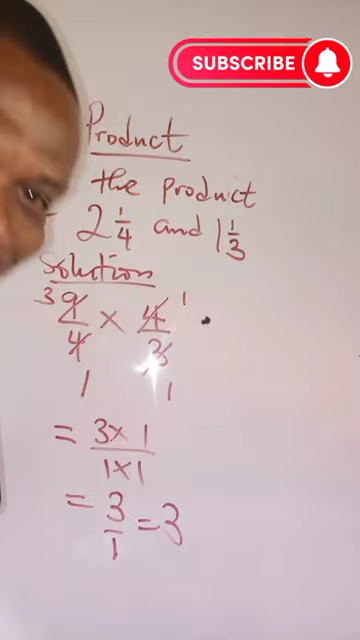 SUBSCRIBE
Product
the product
2 1/4 and 1 1/3
Solution
3 9/4 × 4/3 1
1 1
= 3×1/1×1
= 3/1 = 3